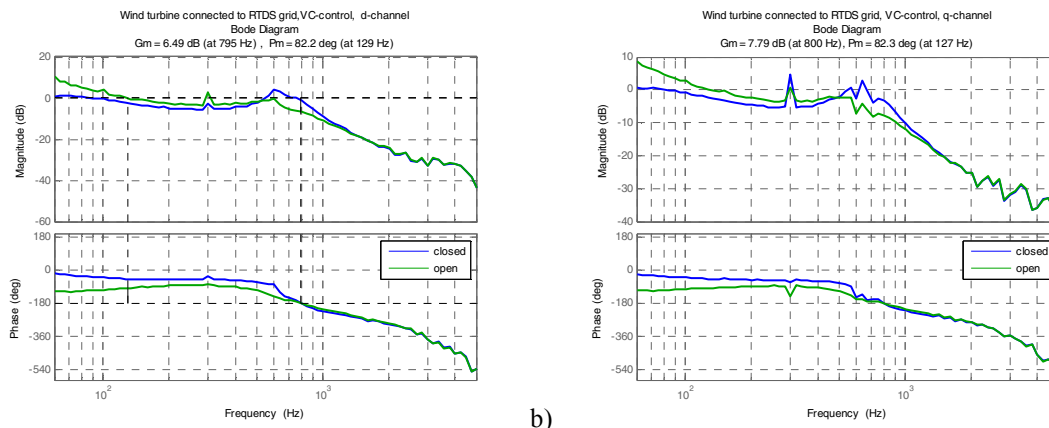 Wind turbine connected to RTDS grid,VC-control, d-channel
Bode Diagram
Gm = 6.49 dB (at 795 Hz) , Pm = 82.2 deg (at 129 Hz)
20
0
-20
-40
-60
Magnitude (dB)
180
0
-180
-360
-540
Phase (deg)
closed
open
10^2
10^3
Frequency (Hz)
b)
Wind turbine connected to RTDS grid, VC-control, q-channel
Bode Diagram
Gm = 7.79 dB (at 800 Hz), Pm = 82.3 deg (at 127 Hz)
10
0
-10
-20
-30
-40
Magnitude (dB)
180
0
-180
-360
-540
Phase (deg)
closed
open
10^2
10^3
Frequency (Hz)